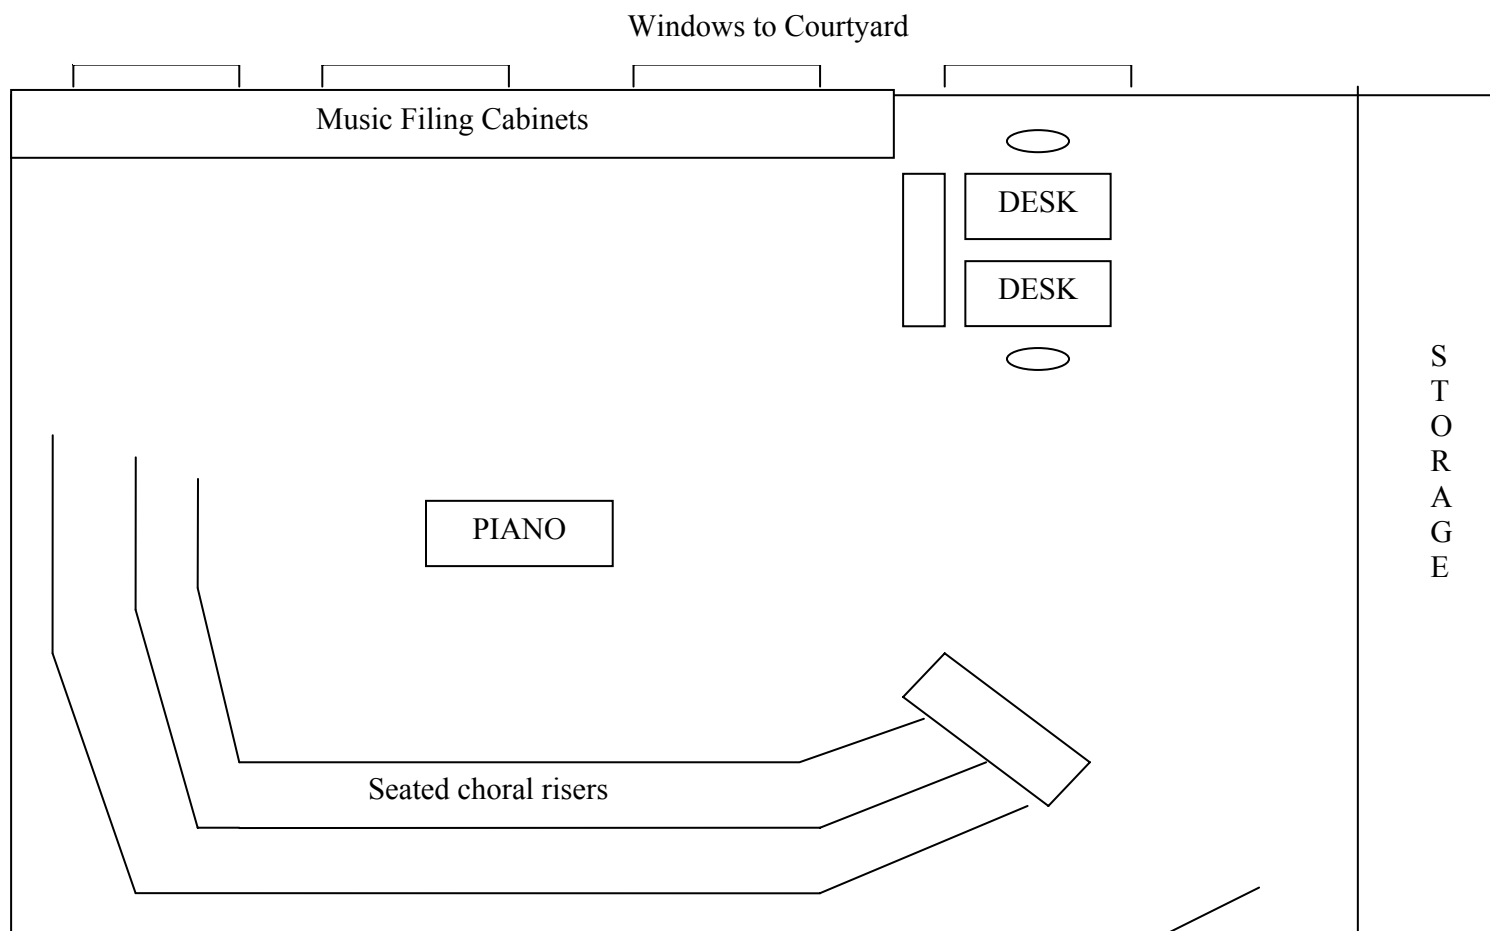 Windows to Courtyard
Music Filing Cabinets
DESK
DESK
S
T
O
R
A
G
E
PIANO
Seated choral risers